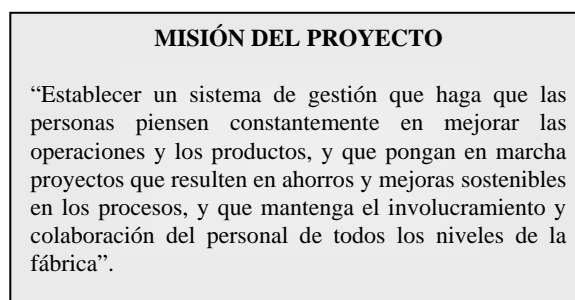 MISIÓN DEL PROYECTO
“Establecer un sistema de gestión que haga que las
personas piensen constantemente en mejorar las
operaciones y los productos, y que pongan en marcha
proyectos que resulten en ahorros y mejoras sostenibles
en los procesos, y que mantenga el involucramiento y
colaboración del personal de todos los niveles de la
fábrica”.